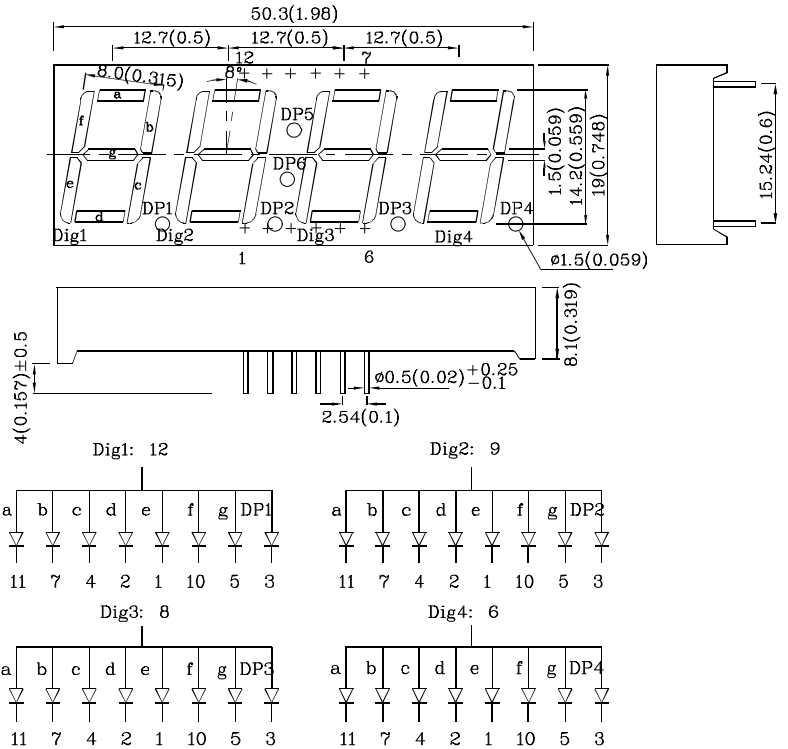 50.3(1.98)
12.7(0.5) 12.7(0.5) 12.7(0.5)
12 7
8.0(0.315) 8°
a
f b
g
e c
d
DP5
DP6
DP1 DP2 DP3 DP4
Dig1 Dig2 Dig3 Dig4
1 6
1.5(0.059)
14.2(0.559)
19(0.748)
15.24(0.6)
ø1.5(0.059)
8.1(0.319)
4(0.157)±0.5
ø0.5(0.02) +0.25 −0.1
2.54(0.1)
Dig1: 12
a b c d e f g DP1
11 7 4 2 1 10 5 3
Dig2: 9
a b c d e f g DP2
11 7 4 2 1 10 5 3
Dig3: 8
a b c d e f g DP3
11 7 4 2 1 10 5 3
Dig4: 6
a b c d e f g DP4
11 7 4 2 1 10 5 3